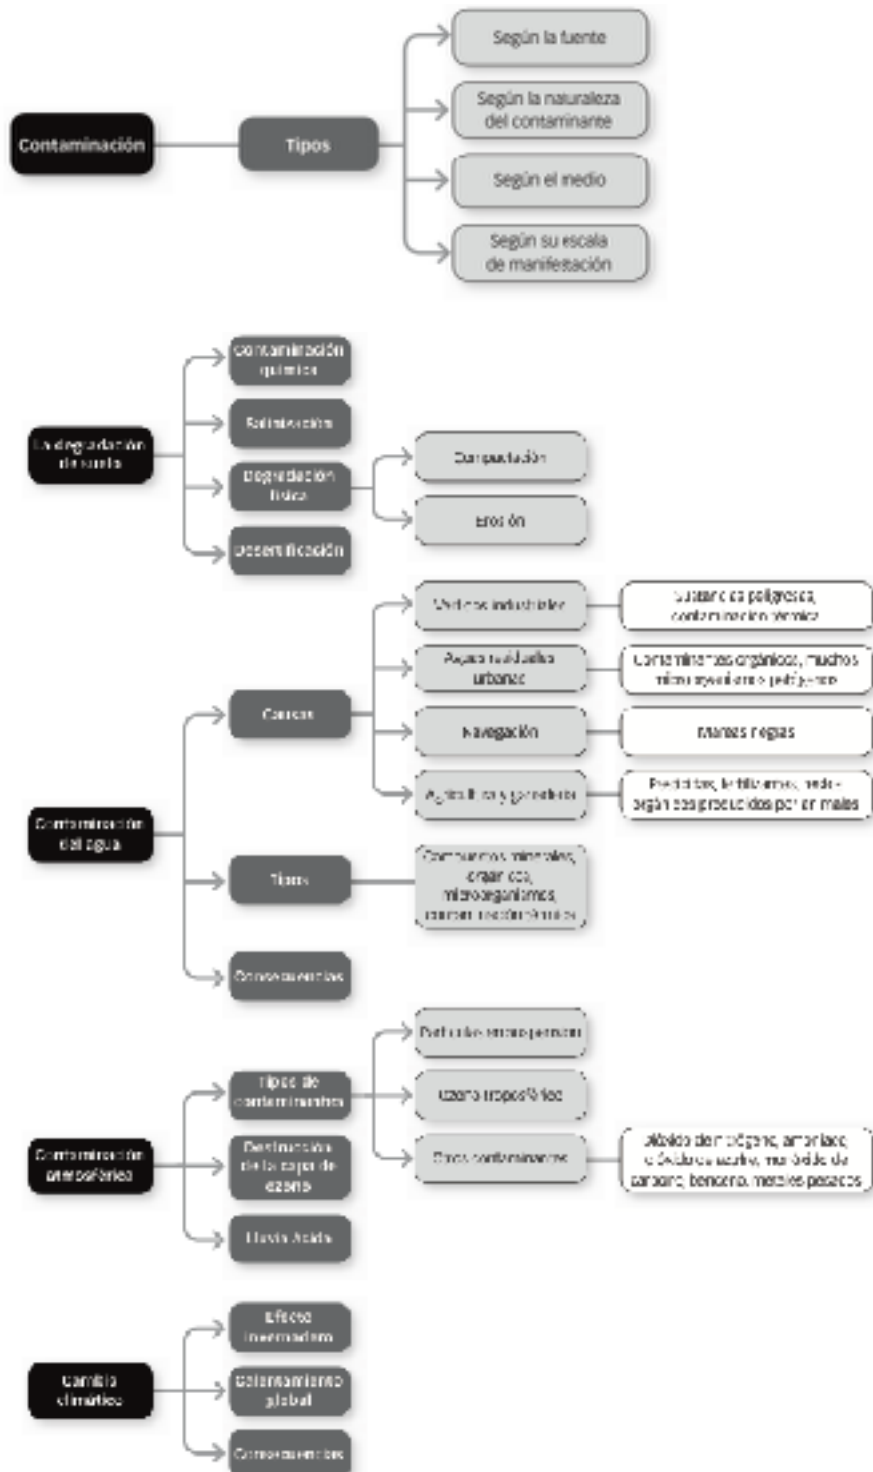 Contaminación
Tipos
Según la fuente
Según la naturaleza
del contaminante
Según el medio
Según su escala
de manifestación
La degradación
de suelo
Contaminación
química
Salinización
Degradación
física
Desertificación
Compactación
Erosión
Contaminación
del agua
Causas
Vertidos industriales
Sustancias peligrosas,
contaminación térmica
Aguas residuales
urbanas
Contaminantes orgánicos, muchos
microorganismos patógenos
Navegación
Mareas negras
Agricultura y ganadería
Pesticidas, fertilizantes, restos
orgánicos producidos por animales
Tipos
Compuestos minerales,
orgánicos,
microorganismos,
contaminación térmica
Consecuencias
Contaminación
atmosférica
Tipos de
contaminantes
Partículas en suspensión
Ozono troposférico
Otros contaminantes
Dióxido de nitrógeno, amoniaco,
dióxido de azufre, monóxido de
carbono, benceno, metales pesados
Destrucción
de la capa de
ozono
Lluvia ácida
Cambio
climático
Efecto
invernadero
Calentamiento
global
Consecuencias